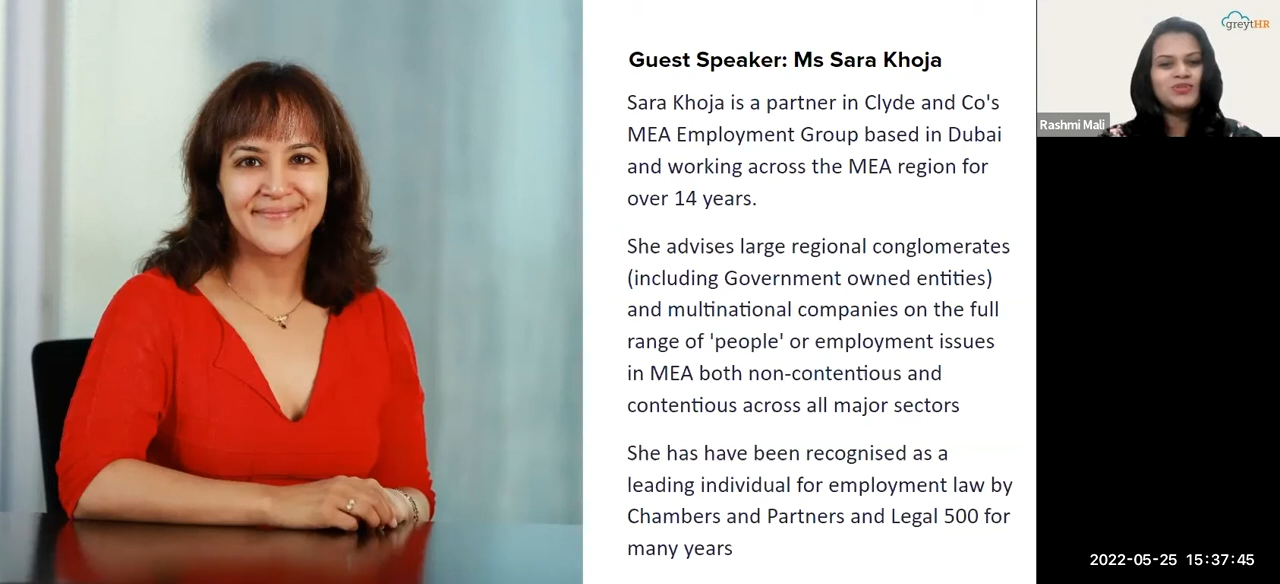 Guest Speaker: Ms Sara Khoja
Sara Khoja is a partner in Clyde and Co's
MEA Employment Group based in Dubai
and working across the MEA region for
over 14 years.
She advises large regional conglomerates
(including Government owned entities)
and multinational companies on the full
range of 'people' or employment issues
in MEA both non-contentious and
contentious across all major sectors
She has have been recognised as a
leading individual for employment law by
Chambers and Partners and Legal 500 for
many years
greytHR
Rashmi Mali
2022-05-25 15:37:45